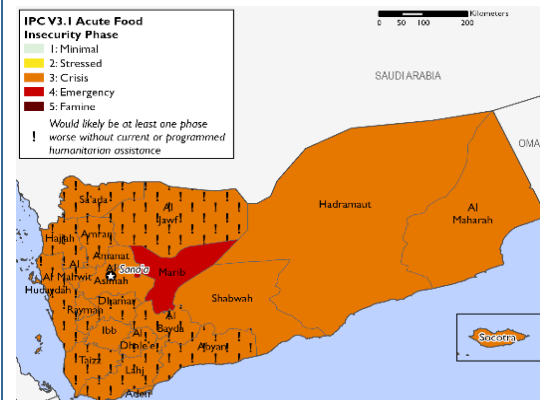 IPC V3.1 Acute Food
Insecurity Phase
1: Minimal
2: Stressed
3: Crisis
4: Emergency
5: Famine
! Would likely be at least one phase
worse without current or programmed
humanitarian assistance
Kilometers
0 50 100 200
SAUDI ARABIA
OMA
Sa'ada
Al
Jawf
Hadramaut
Al
Maharah
Hajjah
Amran
Amanat
Al
Asimah
Sana'a
Marib
Al
Mahwit
Al
Hudaydah
Dhamar
Raymah
Shabwah
Ibb
Al
Dhale'e
Al
Bayda
Abyan
Taizz
Lahj
Aden
Socotra